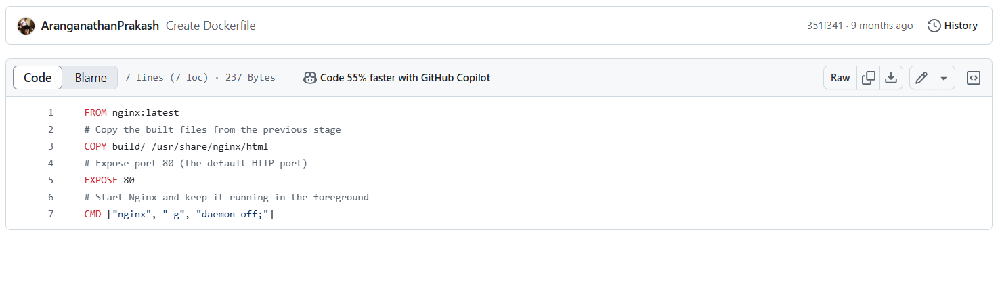 AranganathanPrakash Create Dockerfile 351f341 · 9 months ago History
Code Blame 7 lines (7 loc) · 237 Bytes Code 55% faster with GitHub Copilot Raw
1 FROM nginx:latest
2 # Copy the built files from the previous stage
3 COPY build/ /usr/share/nginx/html
4 # Expose port 80 (the default HTTP port)
5 EXPOSE 80
6 # Start Nginx and keep it running in the foreground
7 CMD ["nginx", "-g", "daemon off;"]